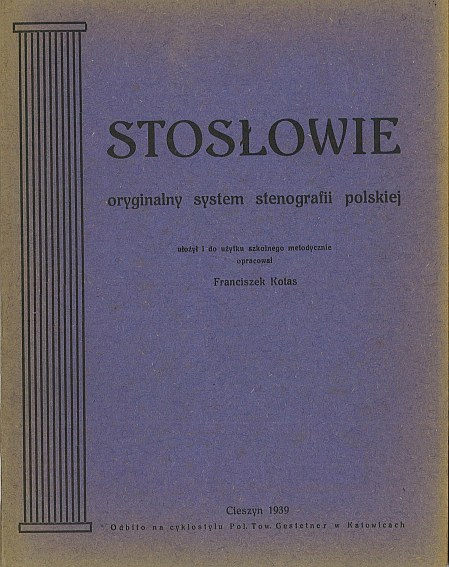 STOSŁOWIE
oryginalny system stenografii polskiej
ułożył i do użytku szkolnego metodycznie
opracował
Franciszek Kotas
Cieszyn 1939
Odbito na cyklostylu Pol. Tow. Gestetner w Katowicach